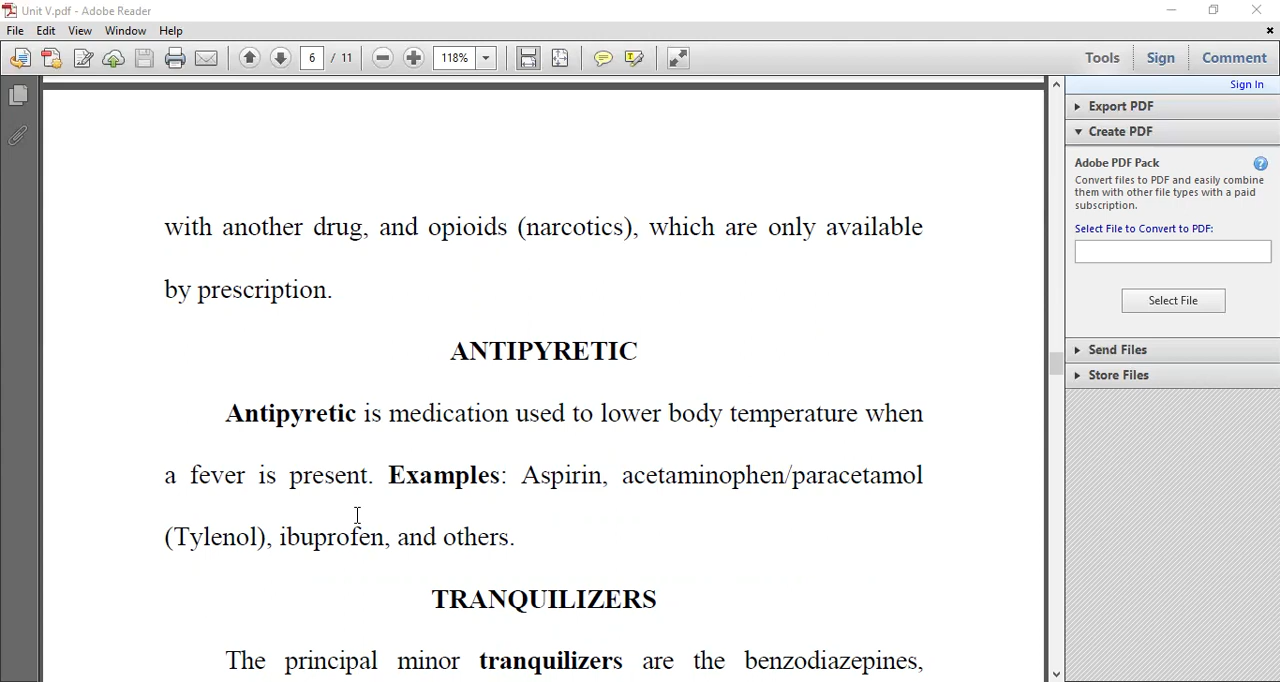 Unit V.pdf - Adobe Reader
File Edit View Window Help
6 / 11 118% Tools Sign Comment
Sign In
Export PDF
Create PDF
Adobe PDF Pack
Convert files to PDF and easily combine
them with other file types with a paid
subscription.
Select File to Convert to PDF:
Select File
Send Files
Store Files
with another drug, and opioids (narcotics), which are only available
by prescription.
ANTIPYRETIC
Antipyretic is medication used to lower body temperature when
a fever is present. Examples: Aspirin, acetaminophen/paracetamol
(Tylenol), ibuprofen, and others.
TRANQUILIZERS
The principal minor tranquilizers are the benzodiazepines,